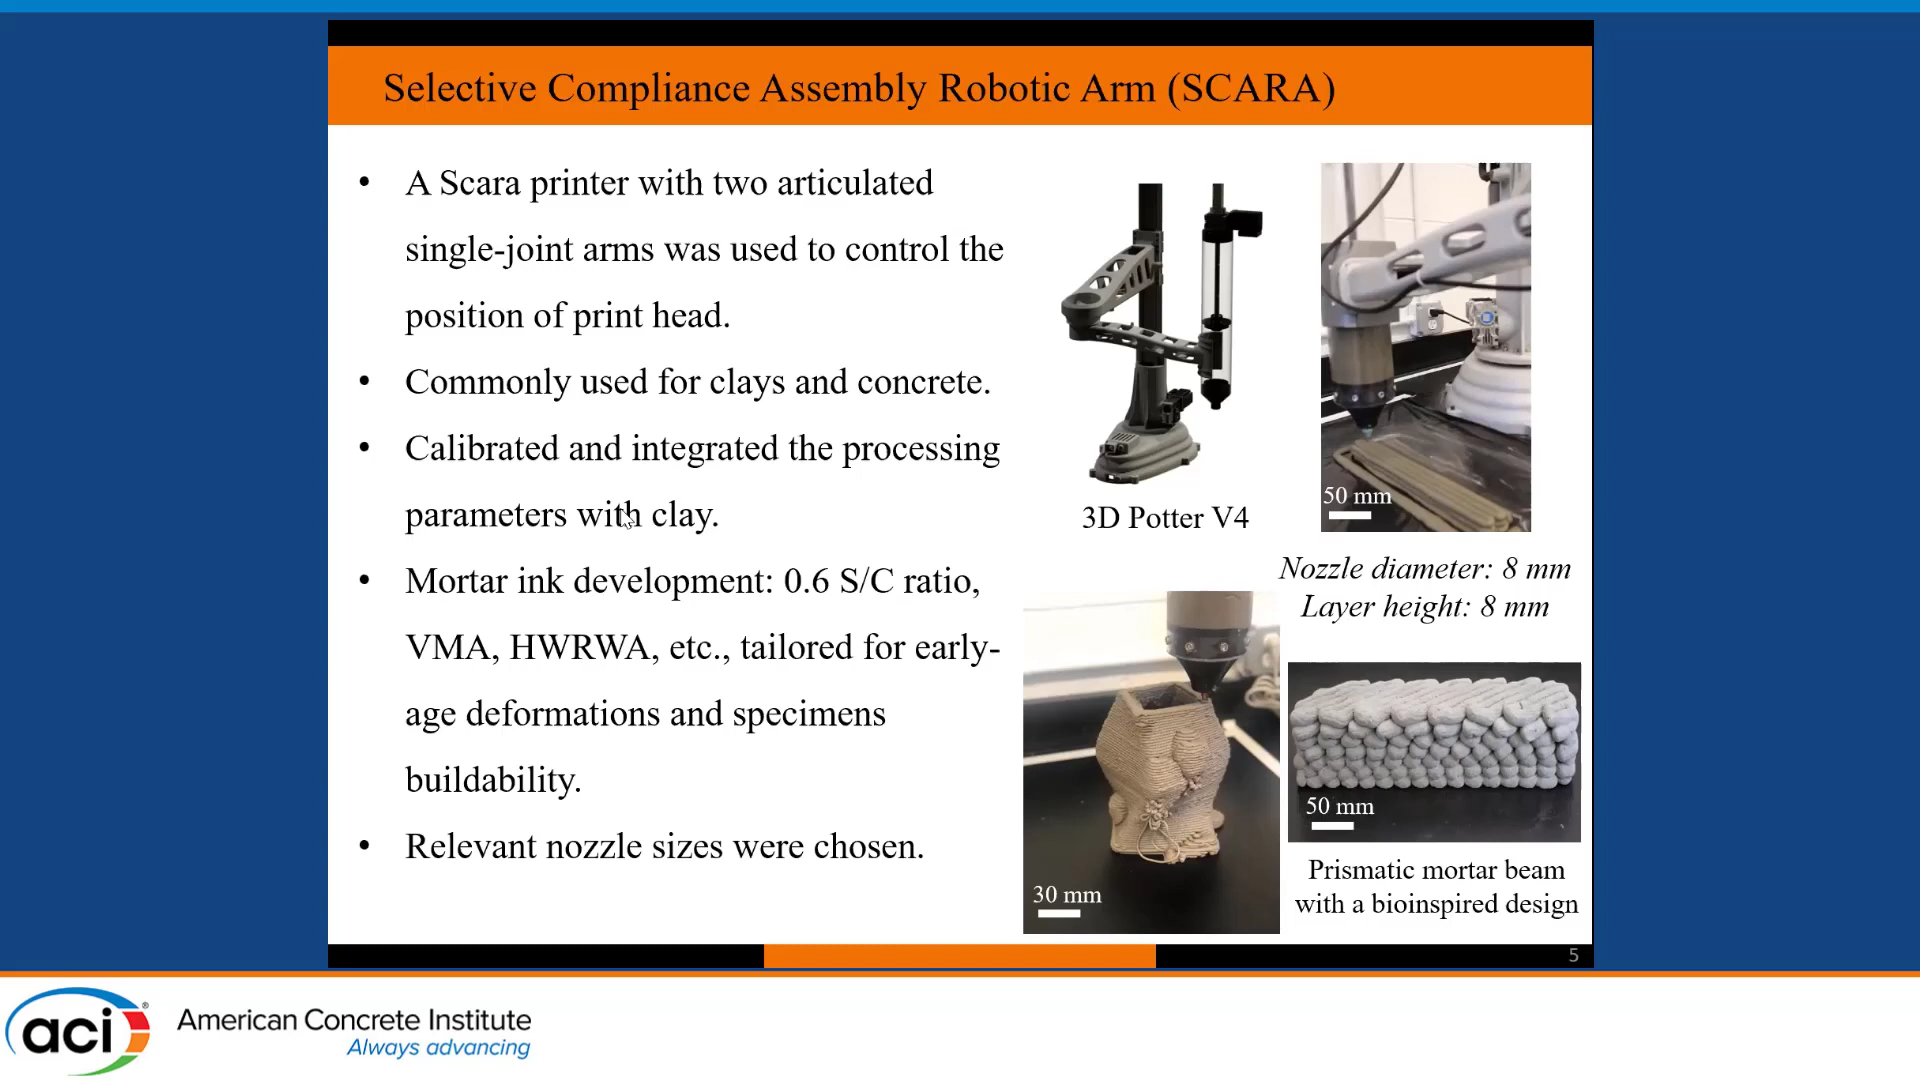 Selective Compliance Assembly Robotic Arm (SCARA)
• A Scara printer with two articulated
single-joint arms was used to control the
position of print head.
• Commonly used for clays and concrete.
• Calibrated and integrated the processing
parameters with clay.
• Mortar ink development: 0.6 S/C ratio,
VMA, HWRWA, etc., tailored for early-
age deformations and specimens
buildability.
• Relevant nozzle sizes were chosen.
3D Potter V4
50 mm
Nozzle diameter: 8 mm
Layer height: 8 mm
30 mm
50 mm
Prismatic mortar beam
with a bioinspired design
5
aci®
American Concrete Institute
Always advancing